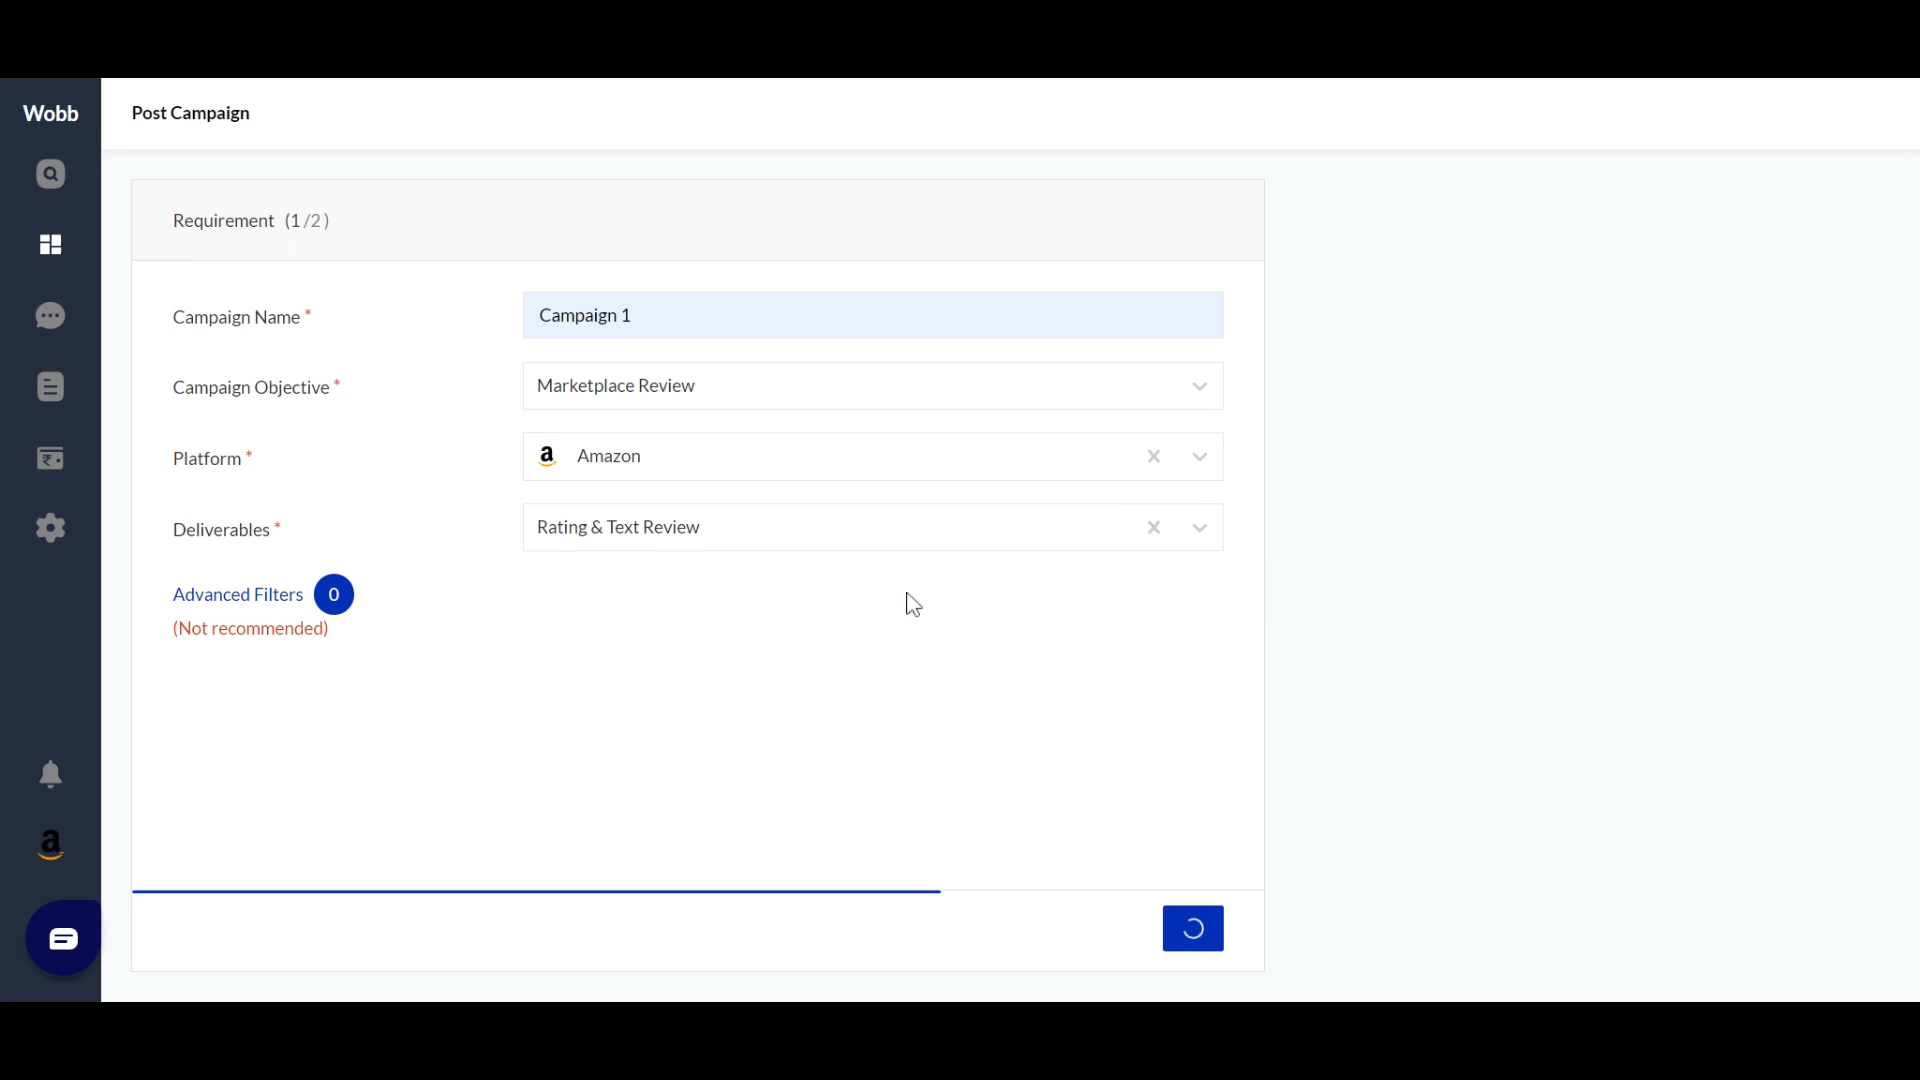 Wobb
Post Campaign
Requirement (1/2)
Campaign Name *
Campaign 1
Campaign Objective *
Marketplace Review
Platform *
a Amazon
Deliverables *
Rating & Text Review
Advanced Filters 0
(Not recommended)
a